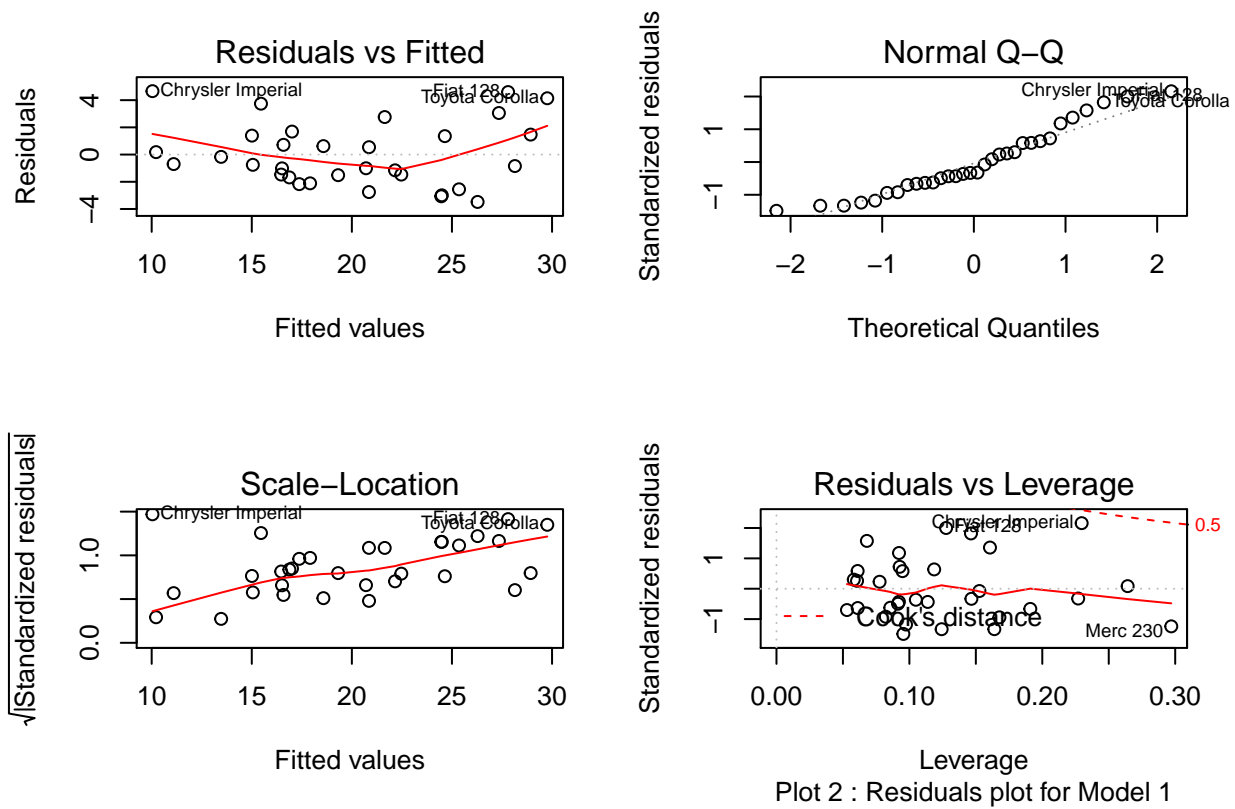 Residuals vs Fitted
Residuals
4
0
−4
Chrysler Imperial
Fiat 128
Toyota Corolla
10 15 20 25 30
Fitted values
Normal Q−Q
Standardized residuals
1
−1
Chrysler Imperial
Fiat 128
Toyota Corolla
−2 −1 0 1 2
Theoretical Quantiles
Scale−Location
√|Standardized residuals|
1.0
0.0
Chrysler Imperial
Fiat 128
Toyota Corolla
10 15 20 25 30
Fitted values
Residuals vs Leverage
Standardized residuals
1
−1
Chrysler Imperial
Fiat 128
0.5
Cook's distance
Merc 230
0.00 0.10 0.20 0.30
Leverage
Plot 2 : Residuals plot for Model 1